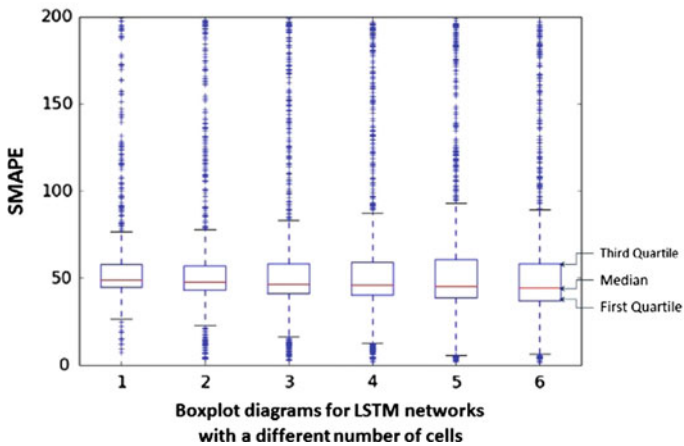 200
150
100
50
0
SMAPE
1 2 3 4 5 6
Third Quartile
Median
First Quartile
Boxplot diagrams for LSTM networks
with a different number of cells